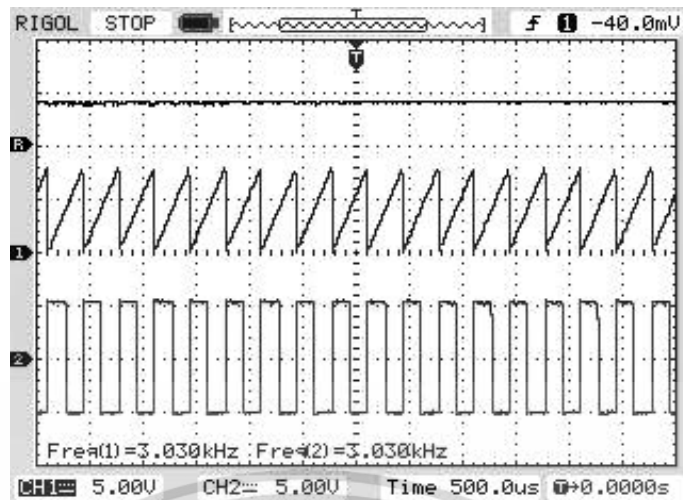 RIGOL STOP T f 1 -40.0mV
T
R
1
2
Freq(1)=3.030kHz Freq(2)=3.030kHz
CH1 5.00V CH2 5.00V Time 500.0us T→0.0000s